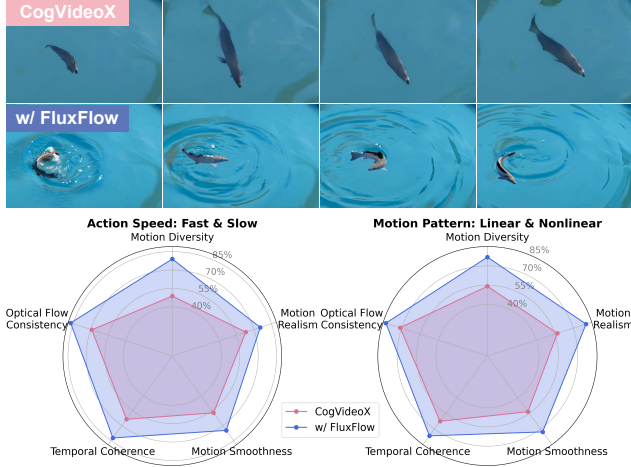 CogVideoX
w/ FluxFlow
Action Speed: Fast & Slow
Motion Diversity
85%
70%
55%
40%
Optical Flow
Consistency
Motion
Realism
Temporal Coherence
Motion Smoothness
Motion Pattern: Linear & Nonlinear
Motion Diversity
85%
70%
55%
40%
Optical Flow
Consistency
Motion
Realism
Temporal Coherence
Motion Smoothness
CogVideoX
w/ FluxFlow